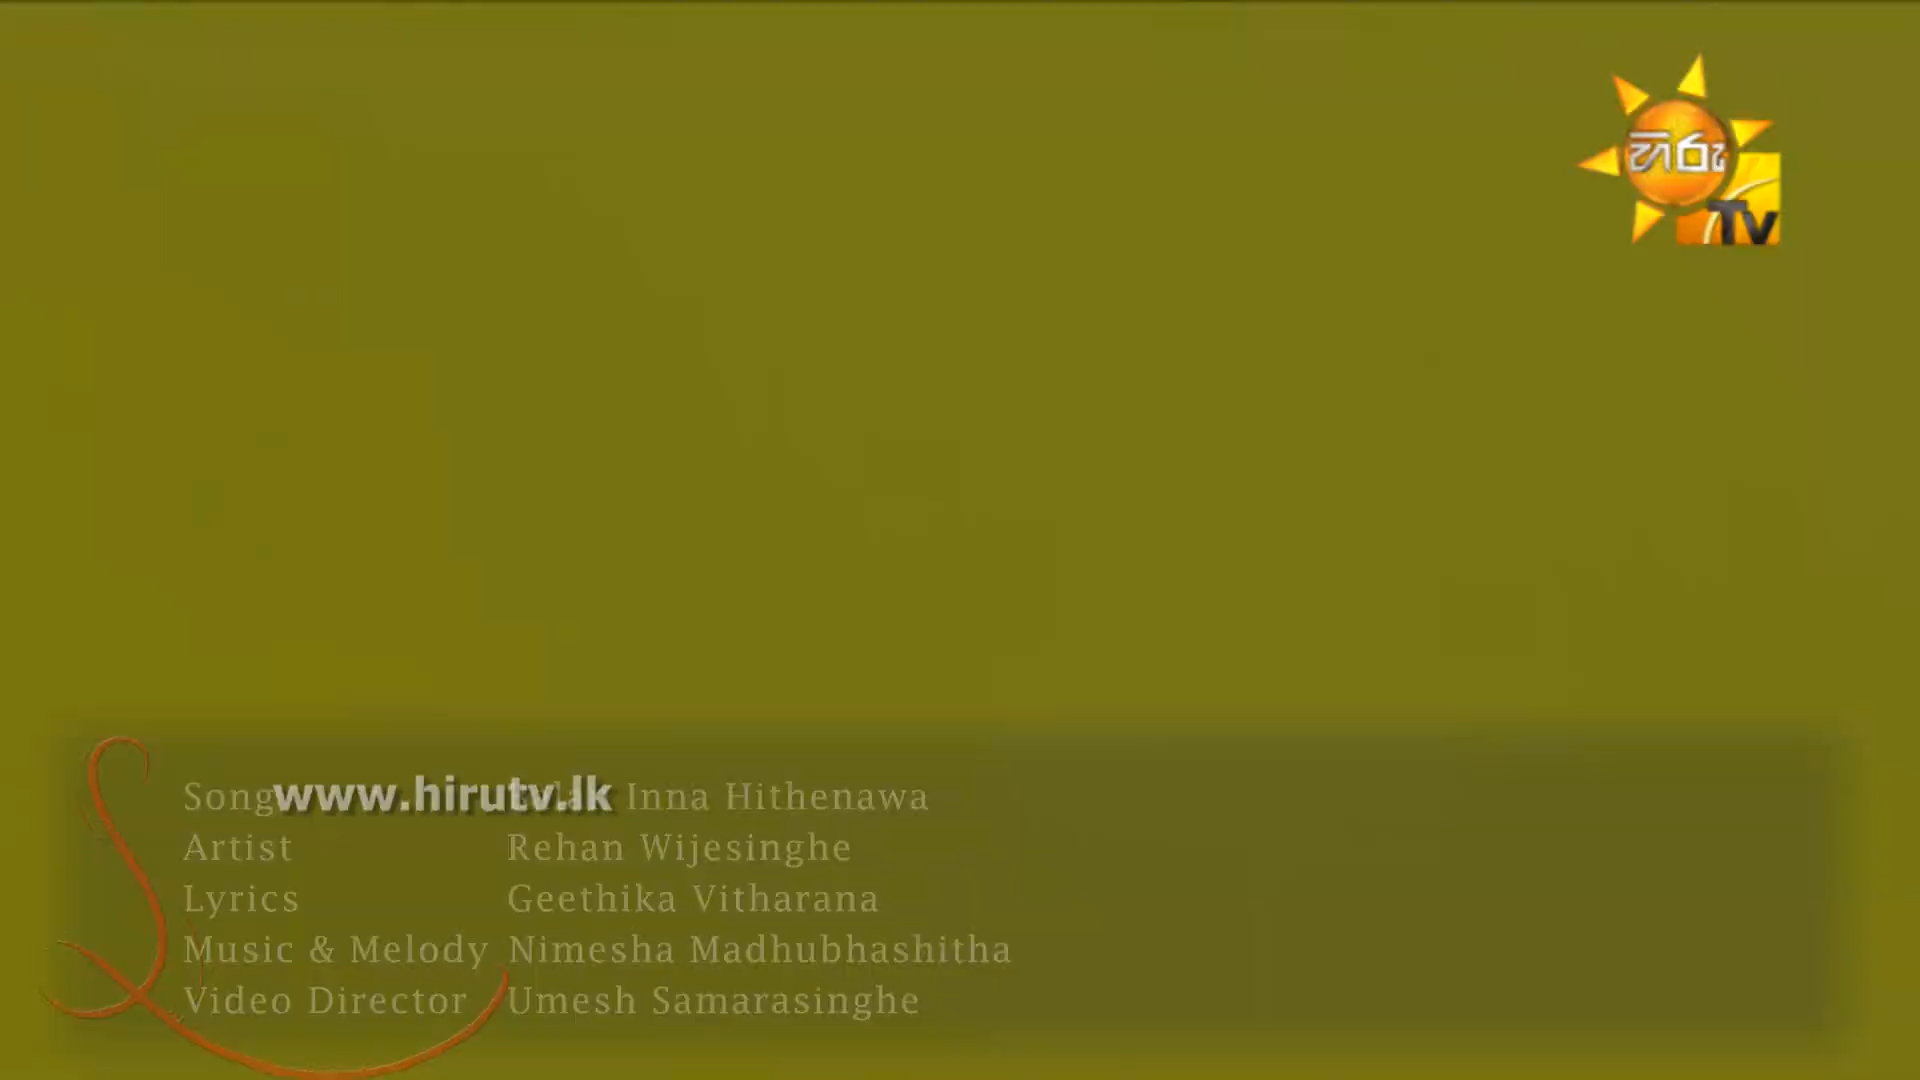 හිරු
Tv
www.hirutv.lk
Song Inna Hithenawa
Artist Rehan Wijesinghe
Lyrics Geethika Vitharana
Music & Melody Nimesha Madhubhashitha
Video Director Umesh Samarasinghe